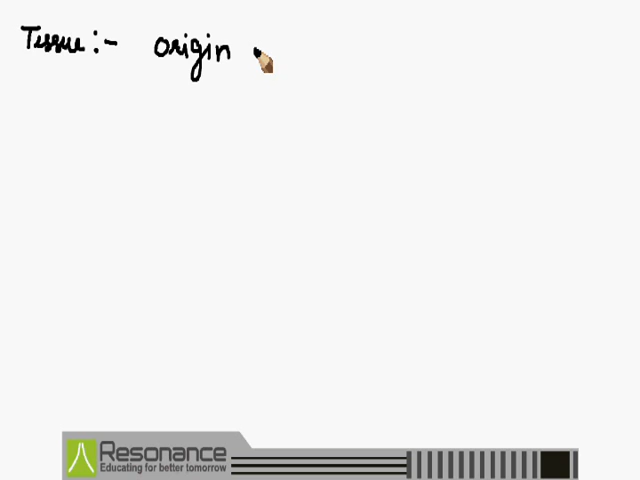 Tissue :- origin
Resonance
Educating for better tomorrow